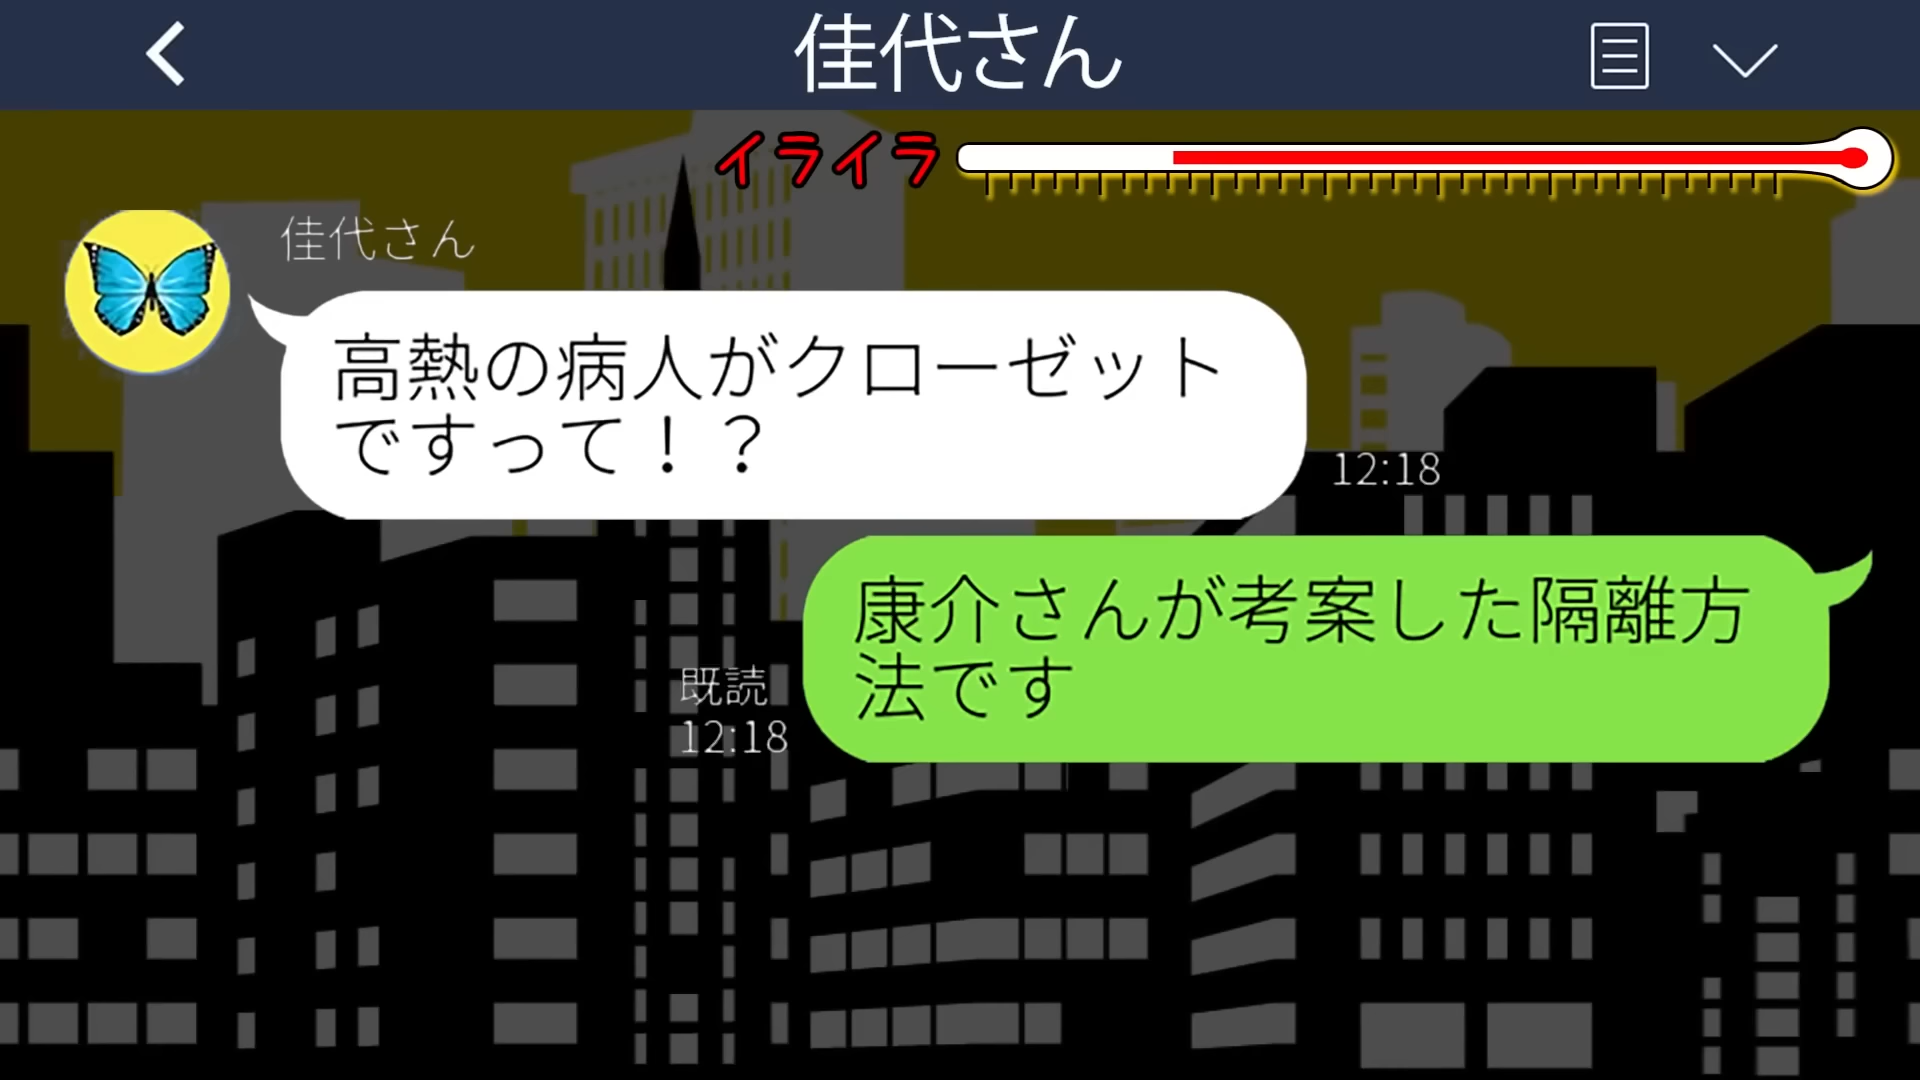 佳代さん
イライラ
佳代さん
高熱の病人がクローゼット
ですって！？
12:18
康介さんが考案した隔離方
法です
既読
12:18